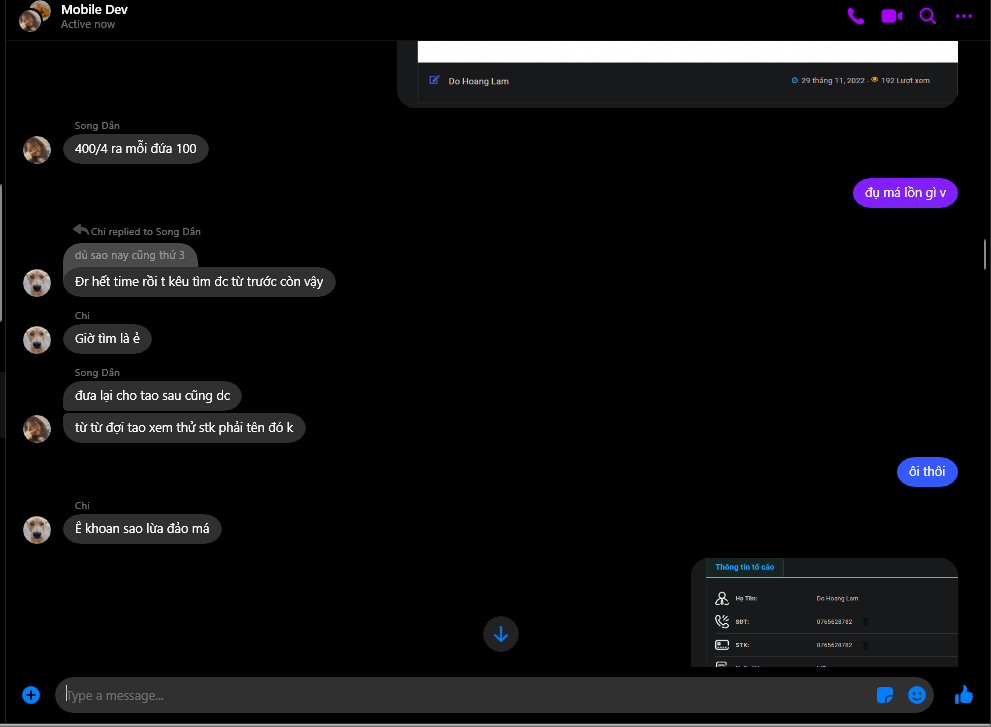 Mobile Dev
Active now
Do Hoang Lam
29 tháng 11, 2022 - 192 Lượt xem
Song Dân
400/4 ra mỗi đứa 100
đụ má lồn gì v
Chí replied to Song Dân
dù sao nay cũng thứ 3
Đr hết time rồi t kêu tìm đc từ trước còn vậy
Chí
Giờ tìm là ẻ
Song Dân
đưa lại cho tao sau cũng dc
từ từ đợi tao xem thử stk phải tên đó k
ôi thôi
Chí
Ê khoan sao lừa đảo má
Thông tin tố cáo
Họ Tên: Do Hoang Lam
SĐT: 0765628782
STK: 0765628782
Type a message...